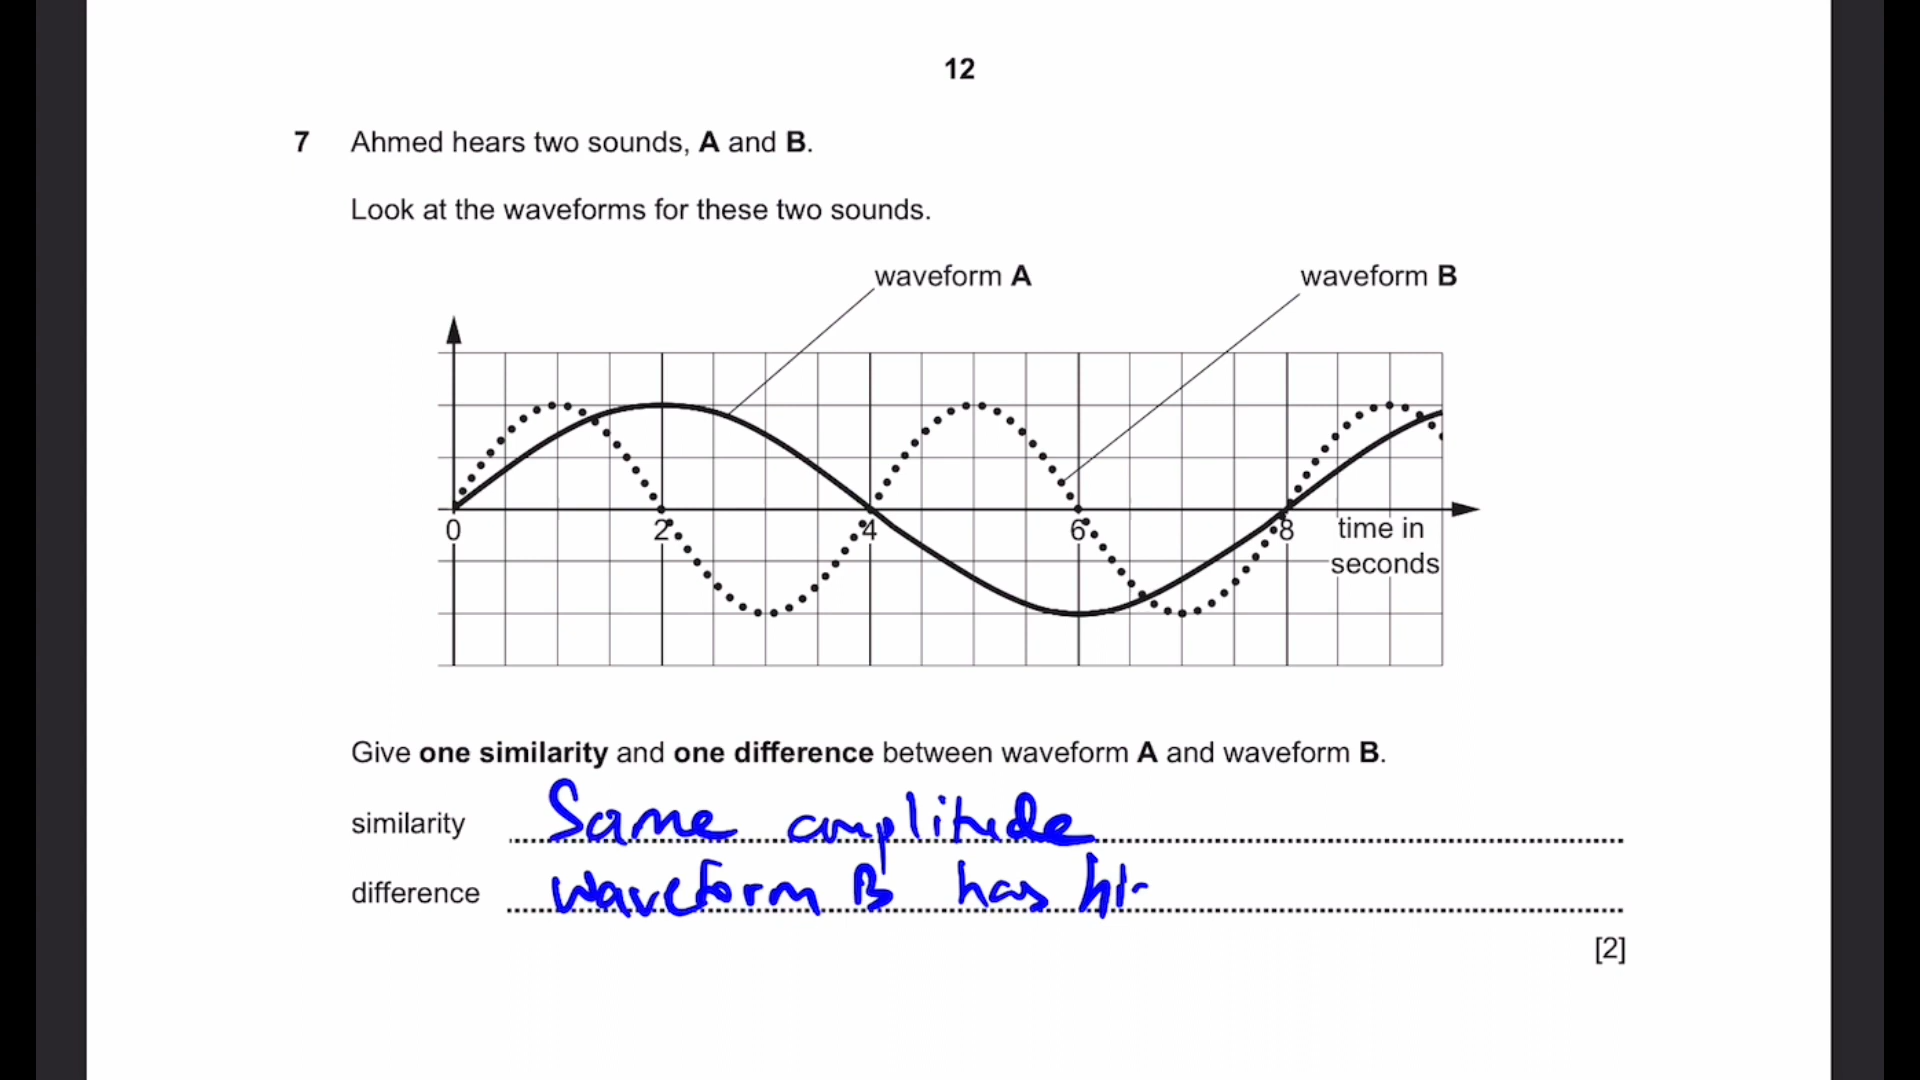 12
7 Ahmed hears two sounds, A and B.
Look at the waveforms for these two sounds.
waveform A waveform B
0 2 4 6 8 time in
seconds
Give one similarity and one difference between waveform A and waveform B.
similarity Same amplitude
difference waveform B has
[2]